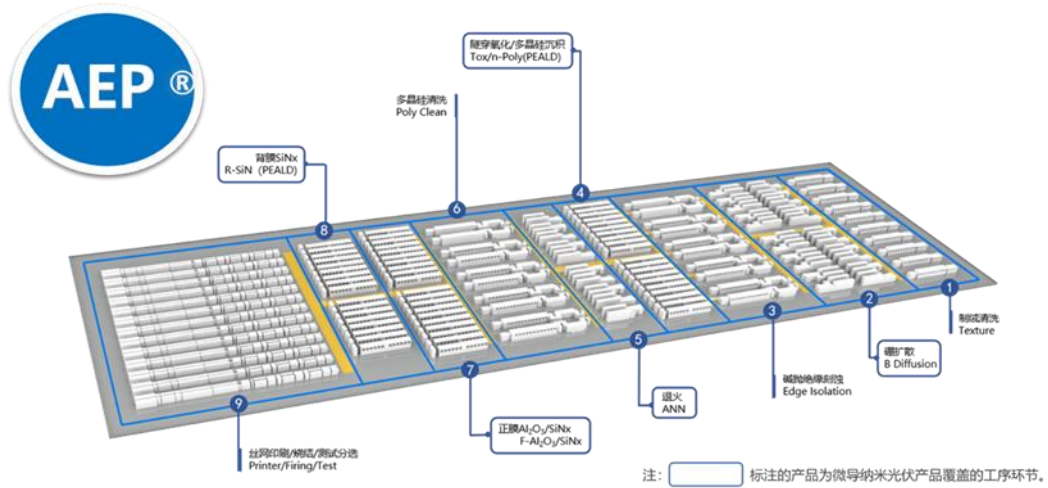 AEP ®
隧穿氧化/多晶硅沉积
Tox/n-Poly(PEALD)
多晶硅清洗
Poly Clean
背膜SiNx
R-SiN (PEALD)
4
6
8
1
2
3
5
7
9
制绒清洗
Texture
硼扩散
B Diffusion
碱抛绝缘刻蚀
Edge Isolation
退火
ANN
正膜Al₂O₃/SiNx
F-Al₂O₃/SiNx
丝网印刷/烧结/测试分选
Printer/Firing/Test
注: 标注的产品为微导纳米光伏产品覆盖的工序环节。